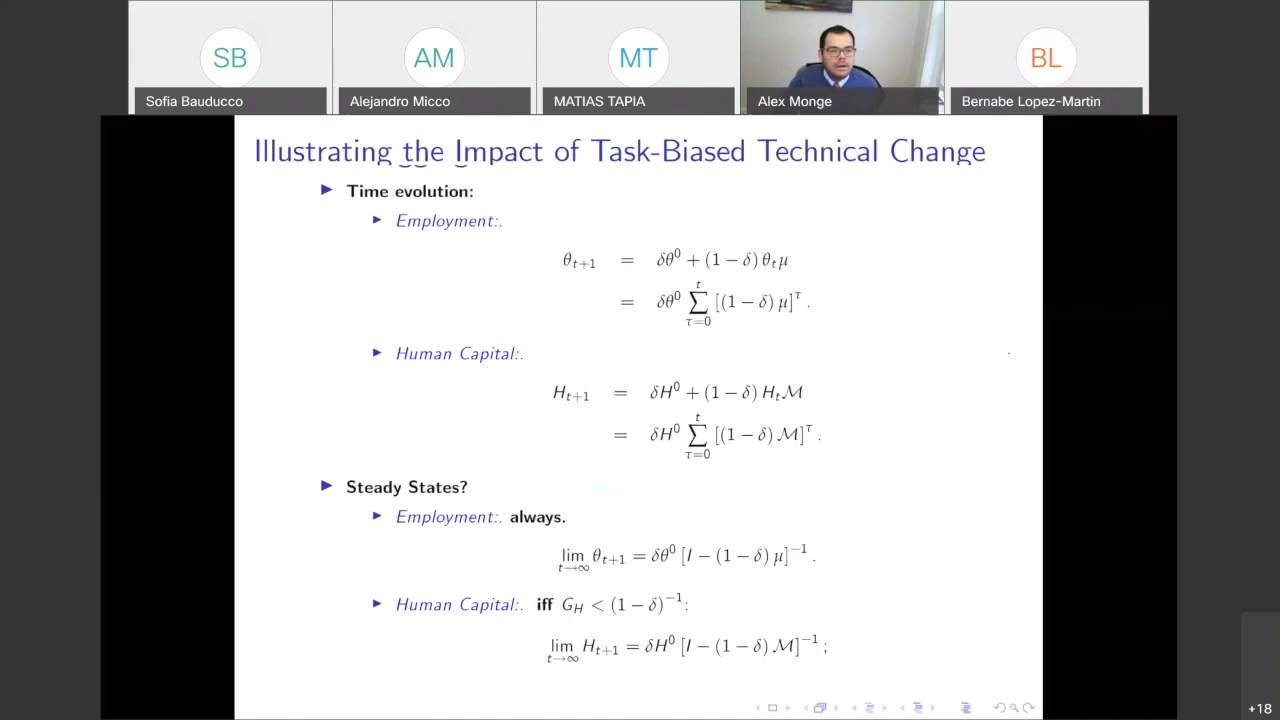 SB
AM
MT
BL
Sofia Bauducco
Alejandro Micco
MATIAS TAPIA
Alex Monge
Bernabe Lopez-Martin
Illustrating the Impact of Task-Biased Technical Change
Time evolution:
Employment:.
θ_{t+1} = δθ^0 + (1 − δ) θ_t μ
= δθ^0 ∑_{τ=0}^{t} [(1 − δ) μ]^τ .
Human Capital:.
H_{t+1} = δH^0 + (1 − δ) H_t ℳ
= δH^0 ∑_{τ=0}^{t} [(1 − δ) ℳ]^τ .
Steady States?
Employment:. always.
lim_{t→∞} θ_{t+1} = δθ^0 [I − (1 − δ) μ]^{−1} .
Human Capital:. iff G_H < (1 − δ)^{−1}:
lim_{t→∞} H_{t+1} = δH^0 [I − (1 − δ) ℳ]^{−1} ;
+18